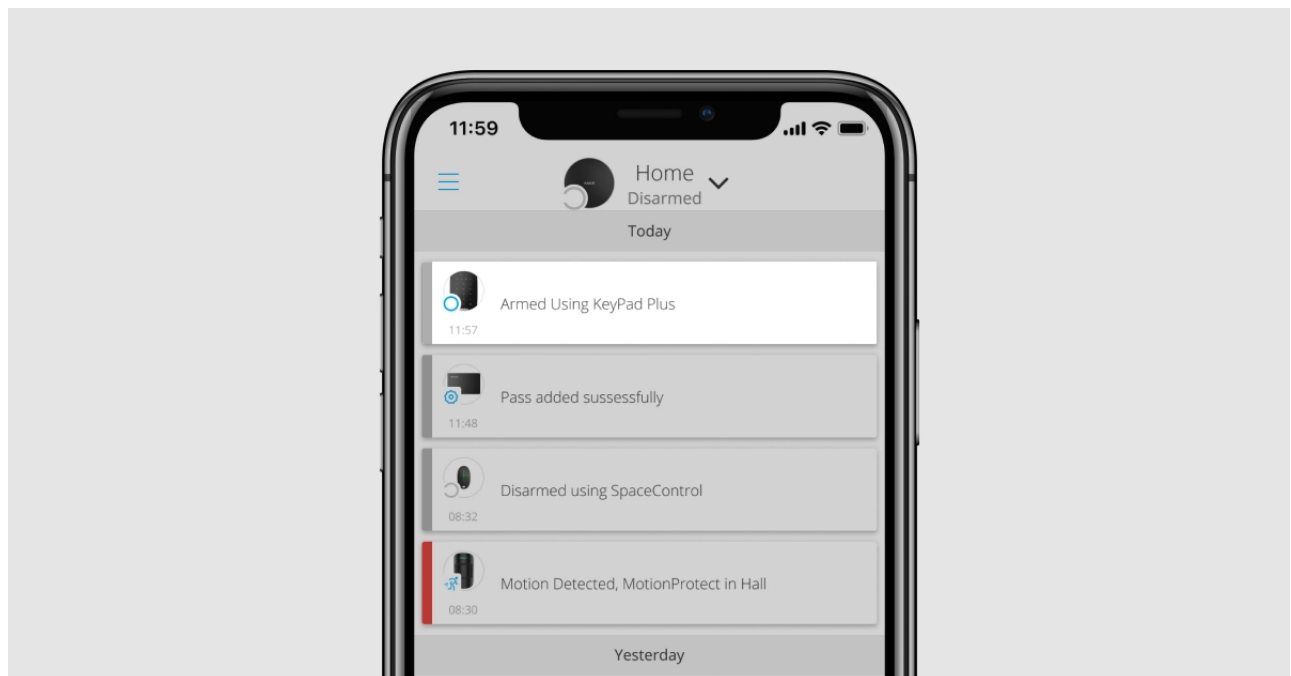 11:59
Home
Disarmed
Today
Armed Using KeyPad Plus
11:57
Pass added sussessfully
11:48
Disarmed using SpaceControl
08:32
Motion Detected, MotionProtect in Hall
08:30
Yesterday